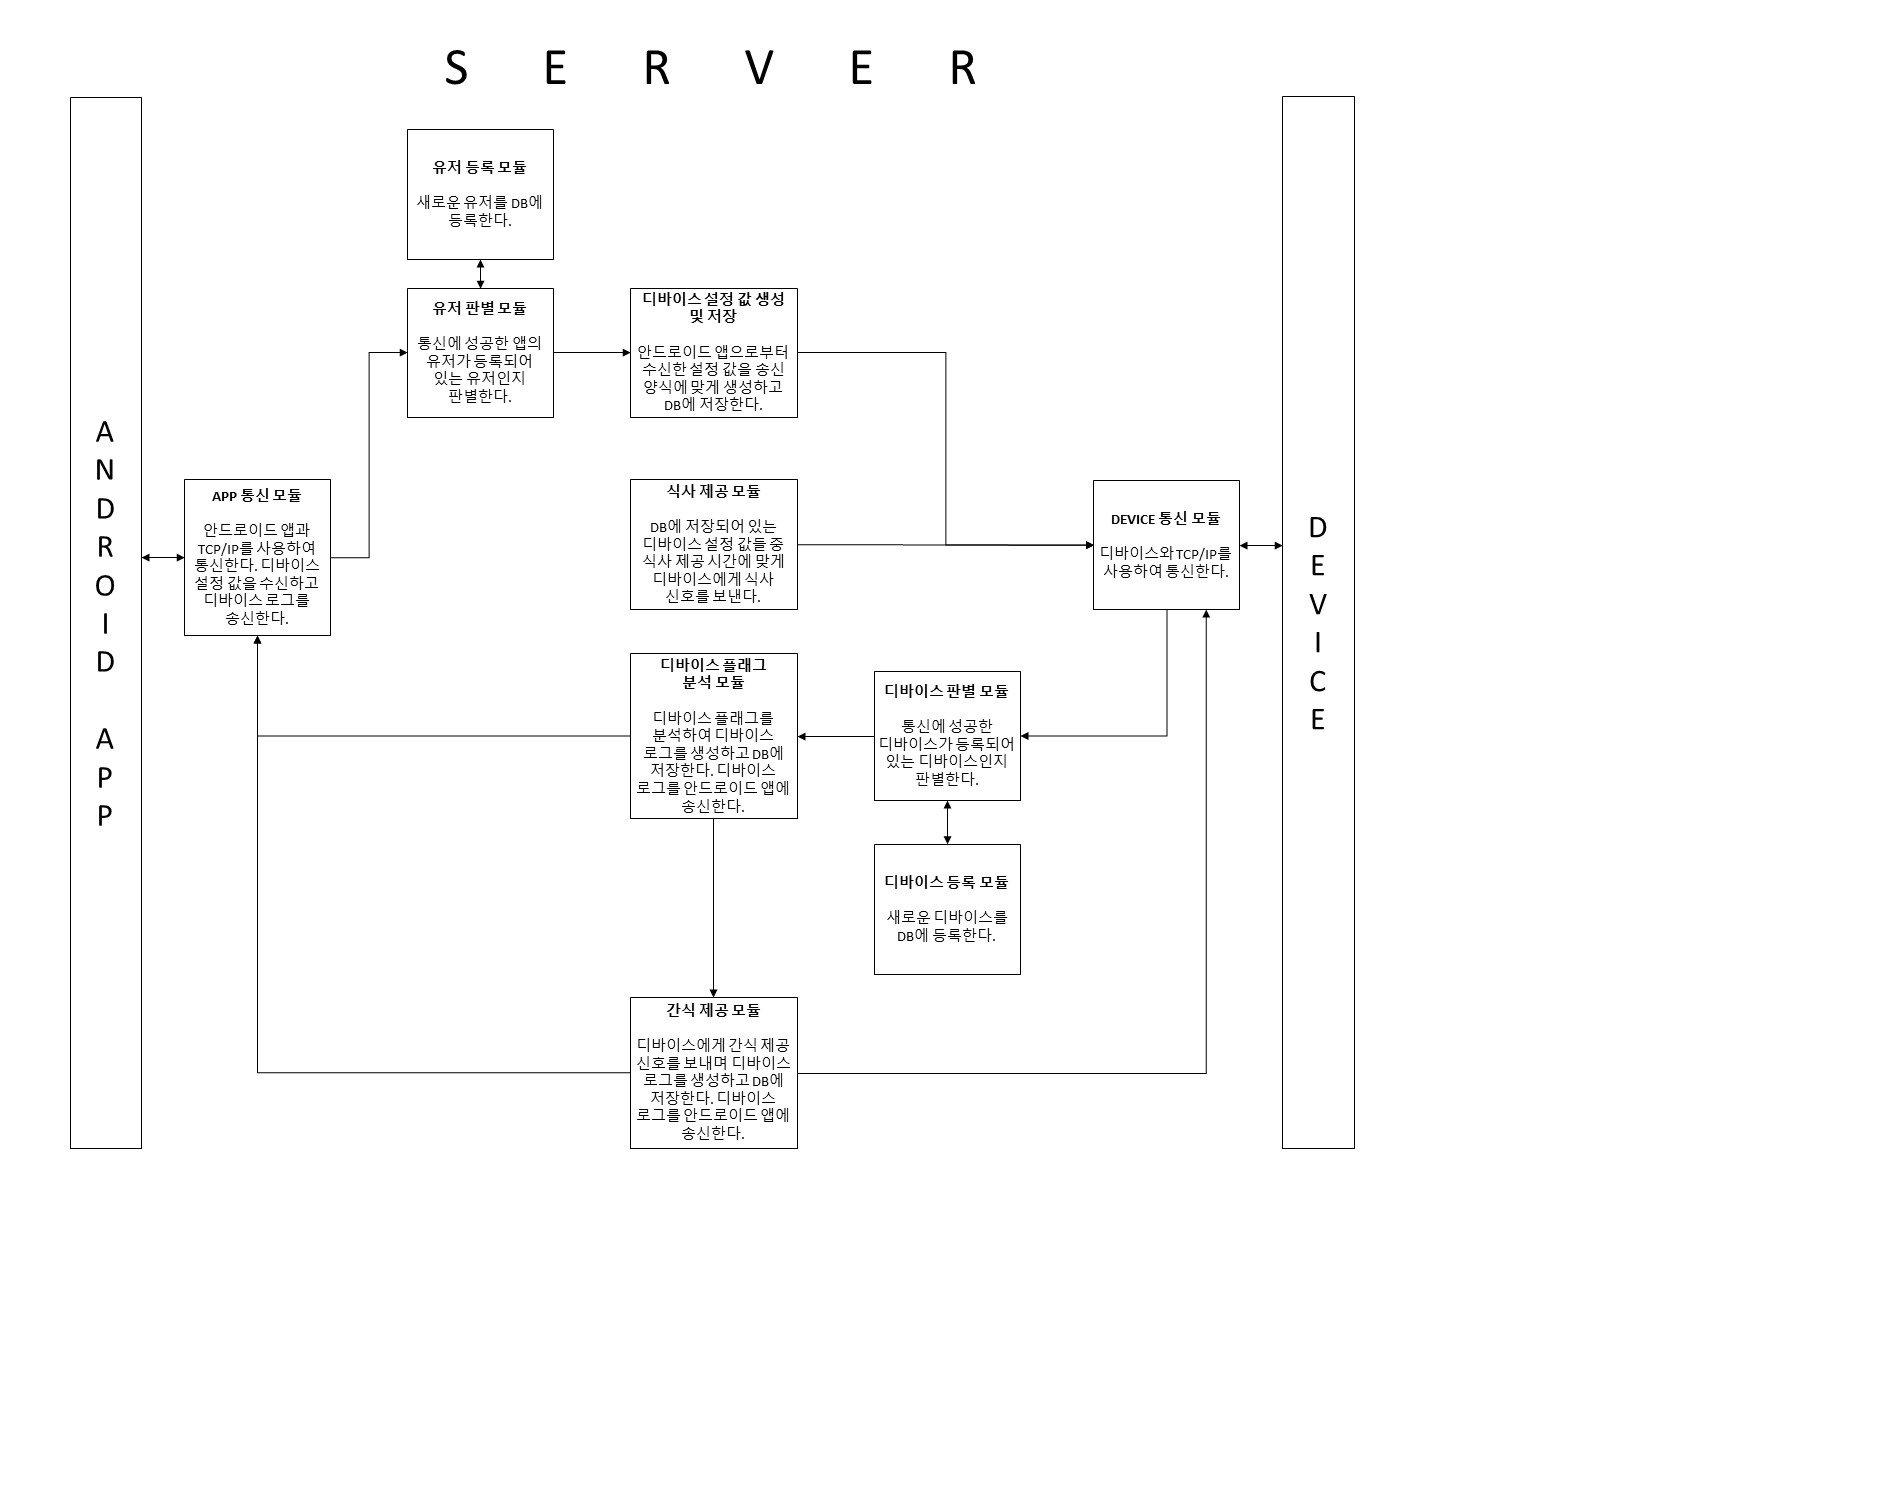 S E R V E R
유저 등록 모듈
새로운 유저를 DB에
등록한다.
유저 판별 모듈
통신에 성공한 앱의
유저가 등록되어
있는 유저인지
판별한다.
디바이스 설정 값 생성
및 저장
안드로이드 앱으로부터
수신한 설정 값을 송신
양식에 맞게 생성하고
DB에 저장한다.
ANDROID APP
APP 통신 모듈
안드로이드 앱과
TCP/IP를 사용하여
통신한다. 디바이스
설정 값을 수신하고
디바이스 로그를
송신한다.
식사 제공 모듈
DB에 저장되어 있는
디바이스 설정 값들 중
식사 제공 시간에 맞게
디바이스에게 식사
신호를 보낸다.
DEVICE 통신 모듈
디바이스와 TCP/IP를
사용하여 통신한다.
DEVICE
디바이스 플래그
분석 모듈
디바이스 플래그를
분석하여 디바이스
로그를 생성하고 DB에
저장한다. 디바이스
로그를 안드로이드 앱에
송신한다.
디바이스 판별 모듈
통신에 성공한
디바이스가 등록되어
있는 디바이스인지
판별한다.
디바이스 등록 모듈
새로운 디바이스를
DB에 등록한다.
간식 제공 모듈
디바이스에게 간식 제공
신호를 보내며 디바이스
로그를 생성하고 DB에
저장한다. 디바이스
로그를 안드로이드 앱에
송신한다.